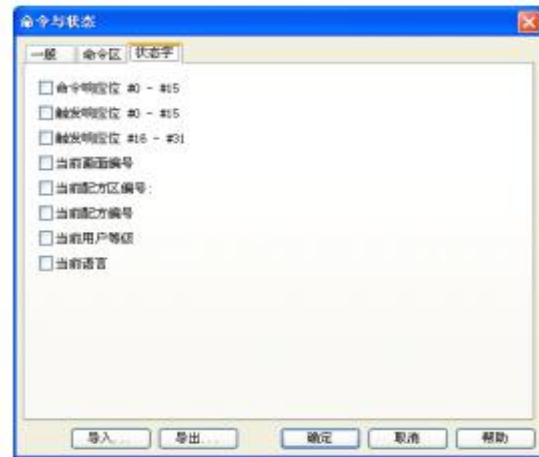 命令与状态
一般 命令区 状态字
命令响应位 #0 - #15
触发响应位 #0 - #15
触发响应位 #16 - #31
当前画面编号
当前配方区编号:
当前配方编号
当前用户等级
当前语言
导入... 导出... 确定 取消 帮助